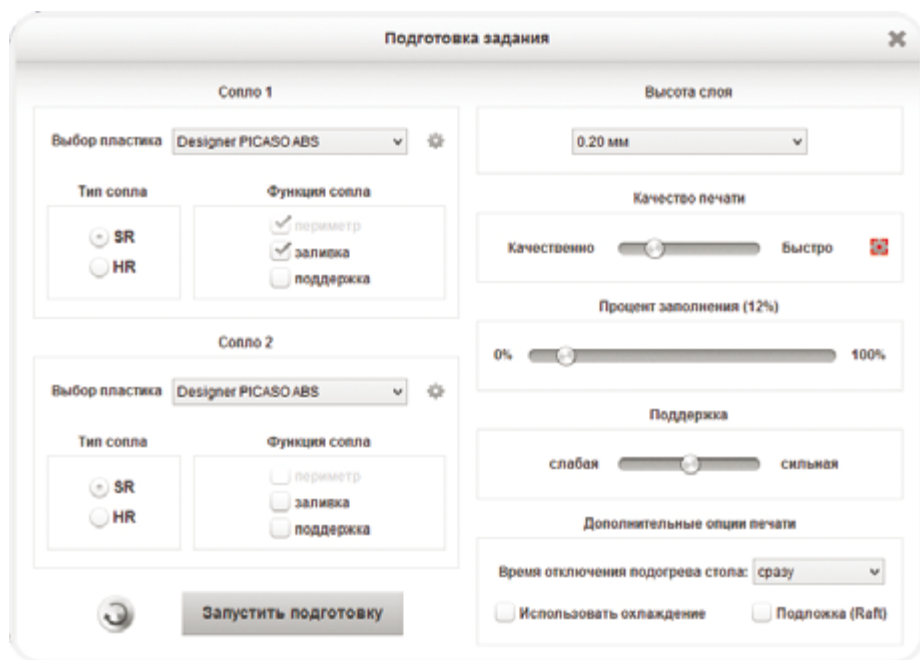 Подготовка задания
Сопло 1
Выбор пластика Designer PICASO ABS
Тип сопла
SR
HR
Функция сопла
периметр
заливка
поддержка
Сопло 2
Выбор пластика Designer PICASO ABS
Тип сопла
SR
HR
Функция сопла
периметр
заливка
поддержка
Запустить подготовку
Высота слоя
0.20 мм
Качество печати
Качественно Быстро
Процент заполнения (12%)
0% 100%
Поддержка
слабая сильная
Дополнительные опции печати
Время отключения подогрева стола: сразу
Использовать охлаждение Подложка (Raft)